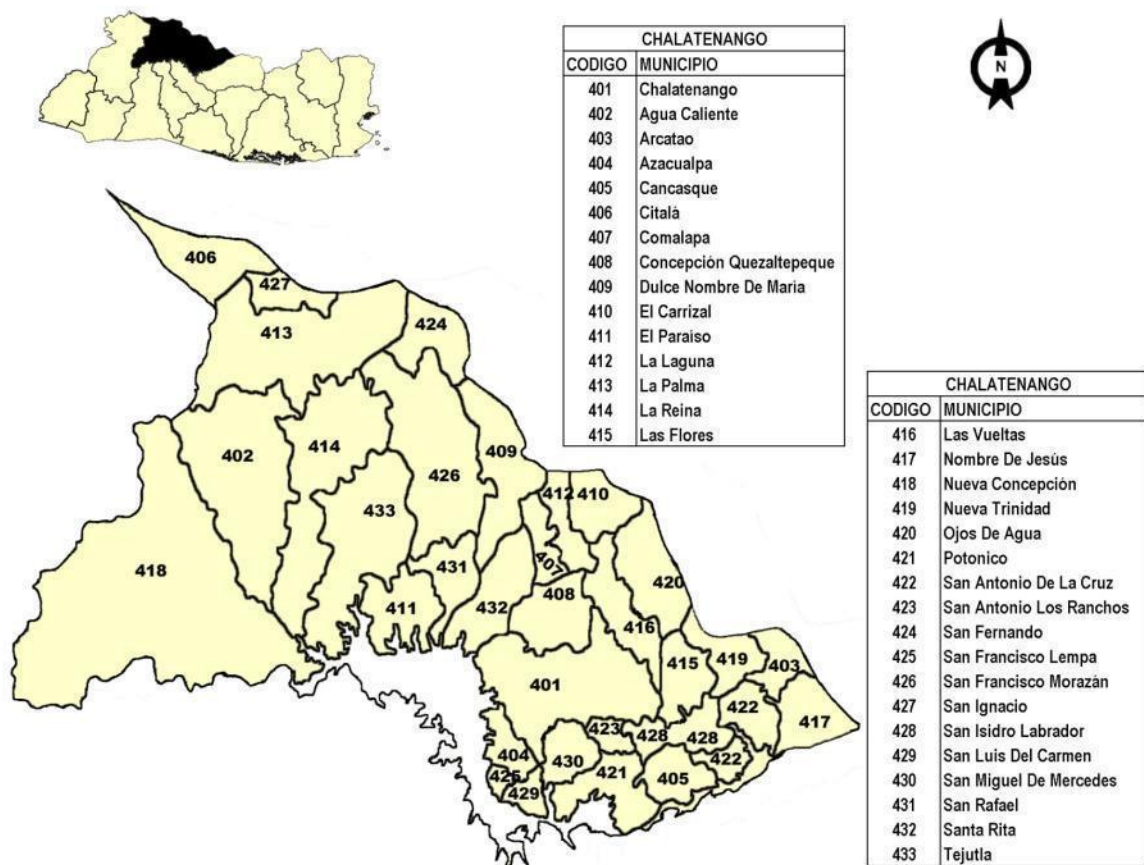 N
CHALATENANGO
CODIGO MUNICIPIO
401 Chalatenango
402 Agua Caliente
403 Arcatao
404 Azacualpa
405 Cancasque
406 Citalá
407 Comalapa
408 Concepción Quezaltepeque
409 Dulce Nombre De María
410 El Carrizal
411 El Paraíso
412 La Laguna
413 La Palma
414 La Reina
415 Las Flores
CHALATENANGO
CODIGO MUNICIPIO
416 Las Vueltas
417 Nombre De Jesús
418 Nueva Concepción
419 Nueva Trinidad
420 Ojos De Agua
421 Potonico
422 San Antonio De La Cruz
423 San Antonio Los Ranchos
424 San Fernando
425 San Francisco Lempa
426 San Francisco Morazán
427 San Ignacio
428 San Isidro Labrador
429 San Luis Del Carmen
430 San Miguel De Mercedes
431 San Rafael
432 Santa Rita
433 Tejutla
406
427
413
424
402
414
409
426
412
410
433
418
431
407
408
420
411
432
416
415
419
403
401
422
417
423
428
428
404
430
422
425
421
405
429